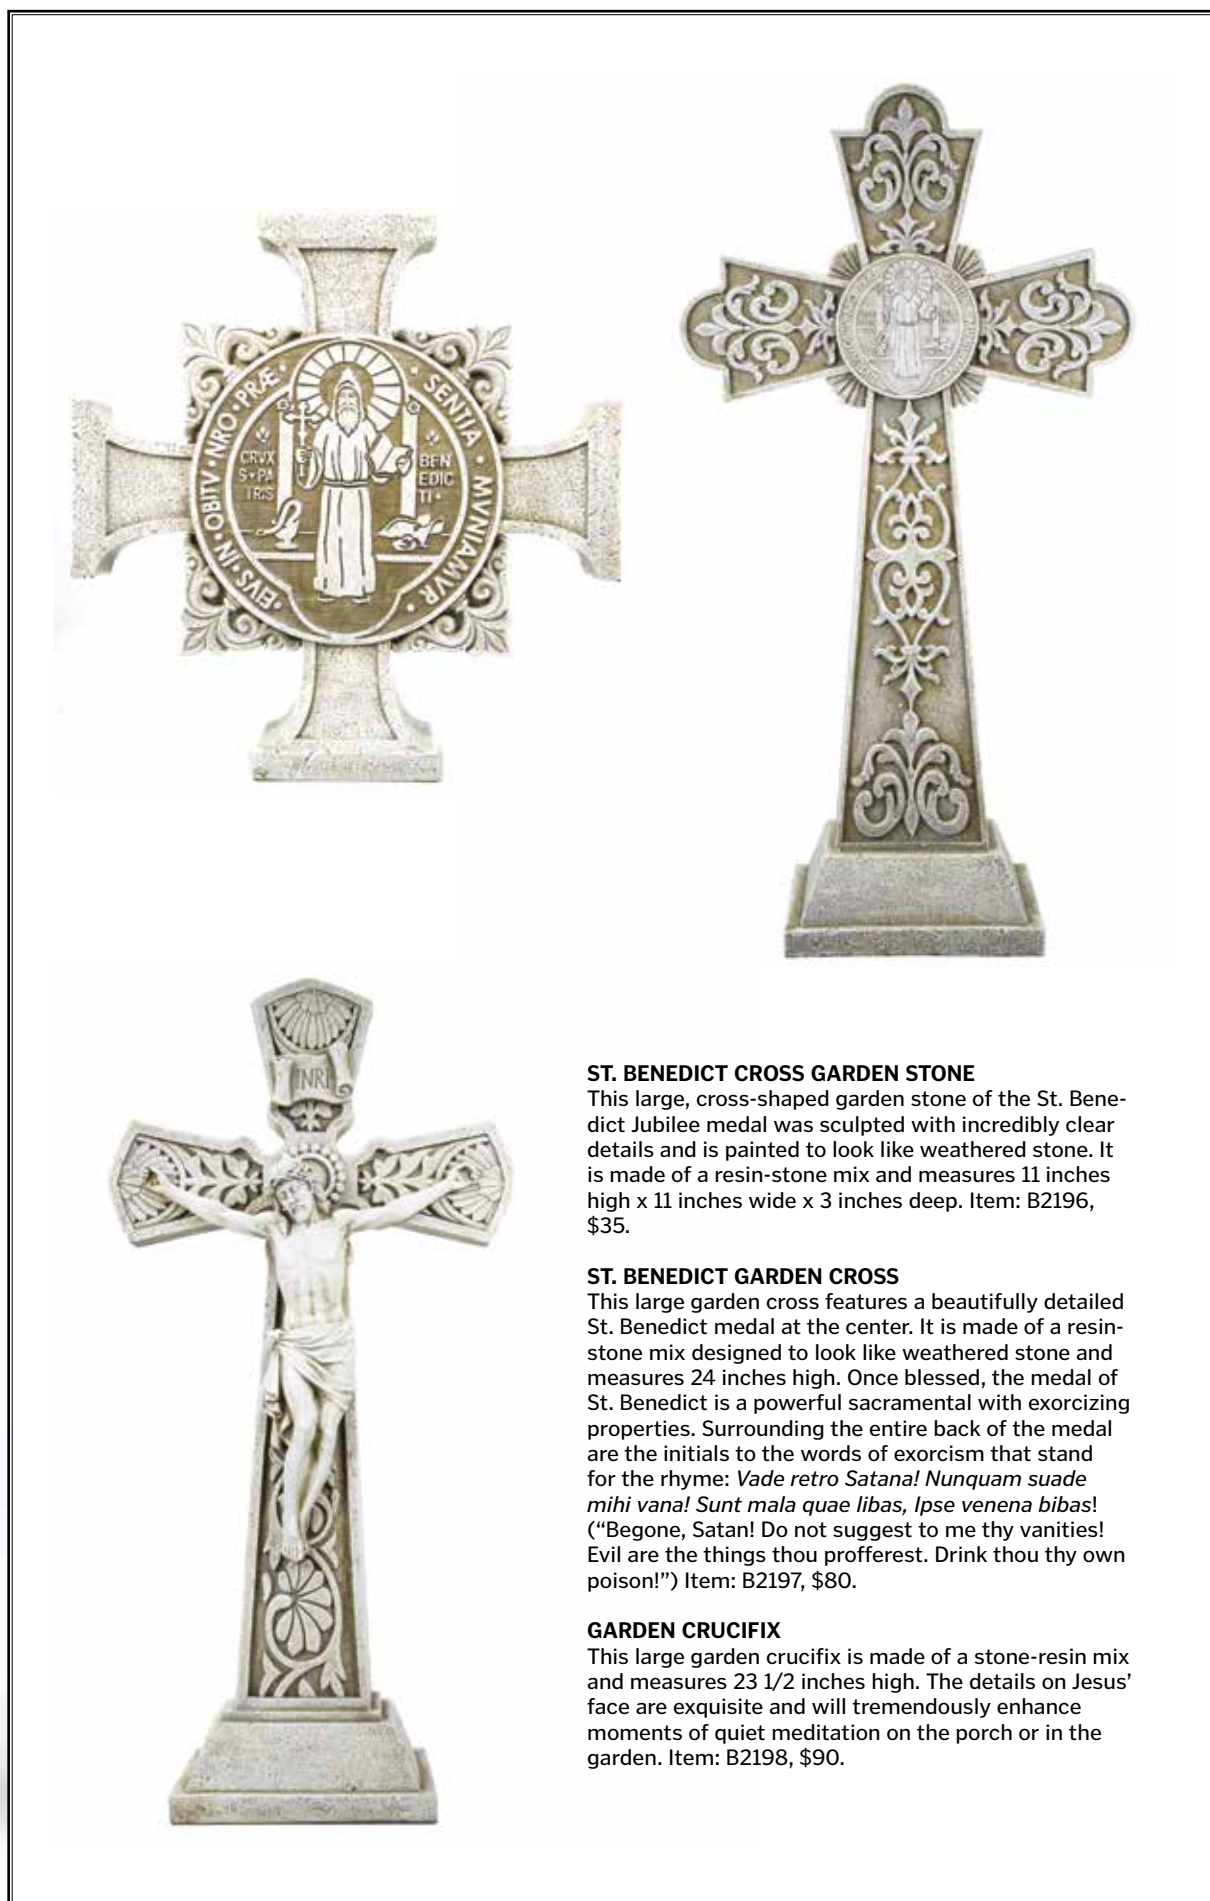 EIVS · IN · OBITV · NRO · PRÆ · SENTIA · MVNIAMVR
CRVX
S · PA
TRIS
BEN
EDIC
TI ·
INRI
ST. BENEDICT CROSS GARDEN STONE
This large, cross-shaped garden stone of the St. Bene-
dict Jubilee medal was sculpted with incredibly clear
details and is painted to look like weathered stone. It
is made of a resin-stone mix and measures 11 inches
high x 11 inches wide x 3 inches deep. Item: B2196,
$35.
ST. BENEDICT GARDEN CROSS
This large garden cross features a beautifully detailed
St. Benedict medal at the center. It is made of a resin-
stone mix designed to look like weathered stone and
measures 24 inches high. Once blessed, the medal of
St. Benedict is a powerful sacramental with exorcizing
properties. Surrounding the entire back of the medal
are the initials to the words of exorcism that stand
for the rhyme: Vade retro Satana! Nunquam suade
mihi vana! Sunt mala quae libas, Ipse venena bibas!
(“Begone, Satan! Do not suggest to me thy vanities!
Evil are the things thou profferest. Drink thou thy own
poison!”) Item: B2197, $80.
GARDEN CRUCIFIX
This large garden crucifix is made of a stone-resin mix
and measures 23 1/2 inches high. The details on Jesus’
face are exquisite and will tremendously enhance
moments of quiet meditation on the porch or in the
garden. Item: B2198, $90.